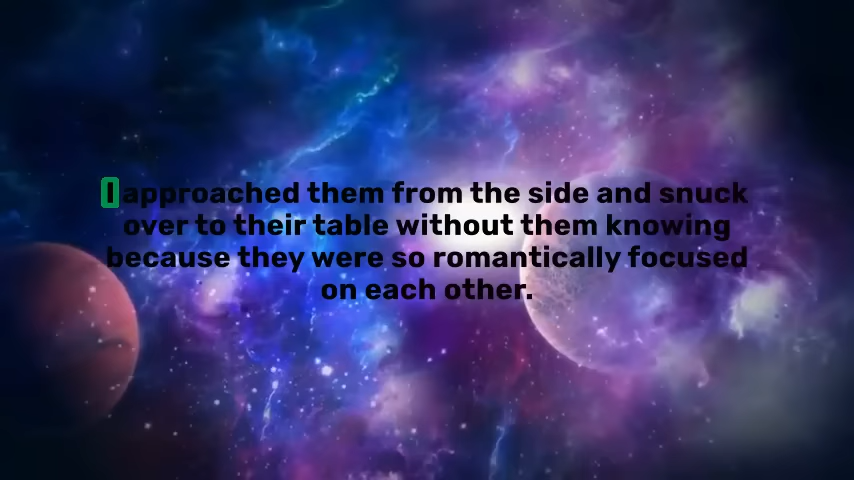 I approached them from the side and snuck
over to their table without them knowing
because they were so romantically focused
on each other.